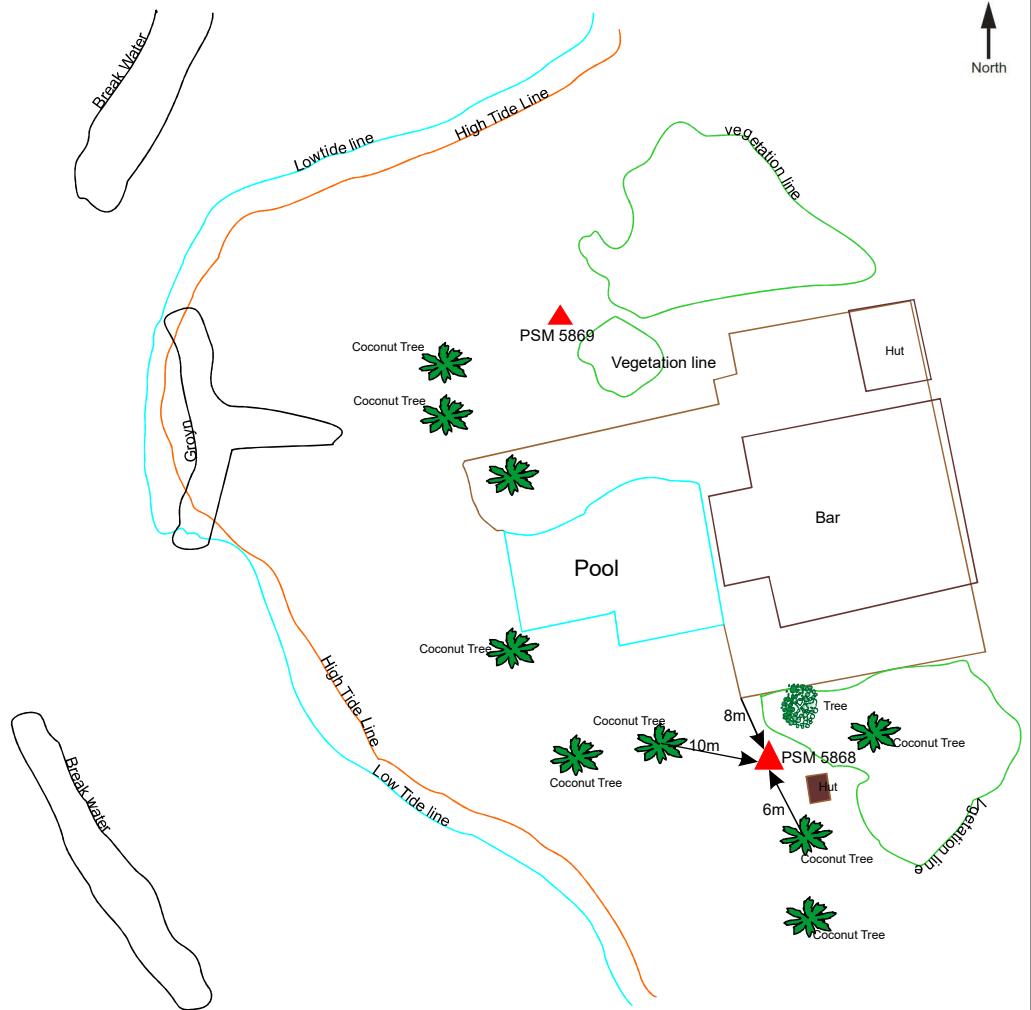 North
Break Water
Lowtide line
High Tide Line
vegetation line
PSM 5869
Coconut Tree
Vegetation line
Hut
Coconut Tree
Groyn
Bar
Pool
Coconut Tree
High Tide Line
Tree
8m
Coconut Tree
10m
Coconut Tree
PSM 5868
Break water
Low Tide line
Coconut Tree
Hut
6m
Coconut Tree
getation line
Coconut Tree